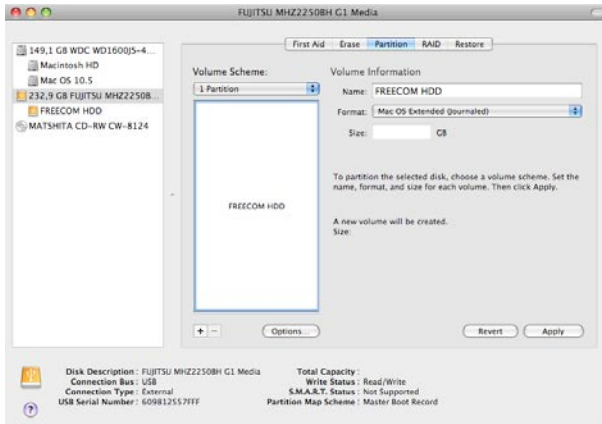 FUJITSU MHZ2250BH G1 Media
149,1 GB WDC WD1600JS-4...
Macintosh HD
Mac OS 10.5
232,9 GB FUJITSU MHZ2250B...
FREECOM HDD
MATSHITA CD-RW CW-8124
First Aid
Erase
Partition
RAID
Restore
Volume Scheme:
1 Partition
FREECOM HDD
+ -
Options...
Volume Information
Name: FREECOM HDD
Format: Mac OS Extended (Journaled)
Size: GB
To partition the selected disk, choose a volume scheme. Set the
name, format, and size for each volume. Then click Apply.
A new volume will be created.
Size:
Revert
Apply
Disk Description : FUJITSU MHZ2250BH G1 Media
Connection Bus : USB
Connection Type : External
USB Serial Number : 609812557FFF
Total Capacity :
Write Status : Read/Write
S.M.A.R.T. Status : Not Supported
Partition Map Scheme : Master Boot Record
?